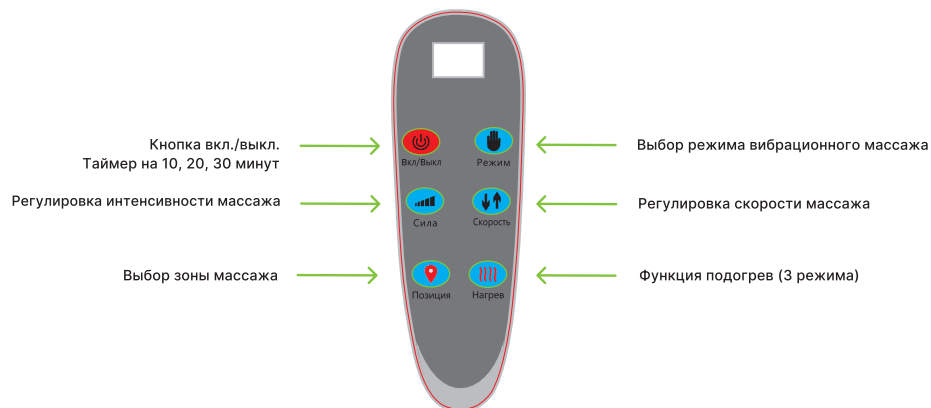 Кнопка вкл./выкл.
Таймер на 10, 20, 30 минут
Вкл/Выкл
Режим
Выбор режима вибрационного массажа
Регулировка интенсивности массажа
Сила
Скорость
Регулировка скорости массажа
Выбор зоны массажа
Позиция
Нагрев
Функция подогрев (3 режима)